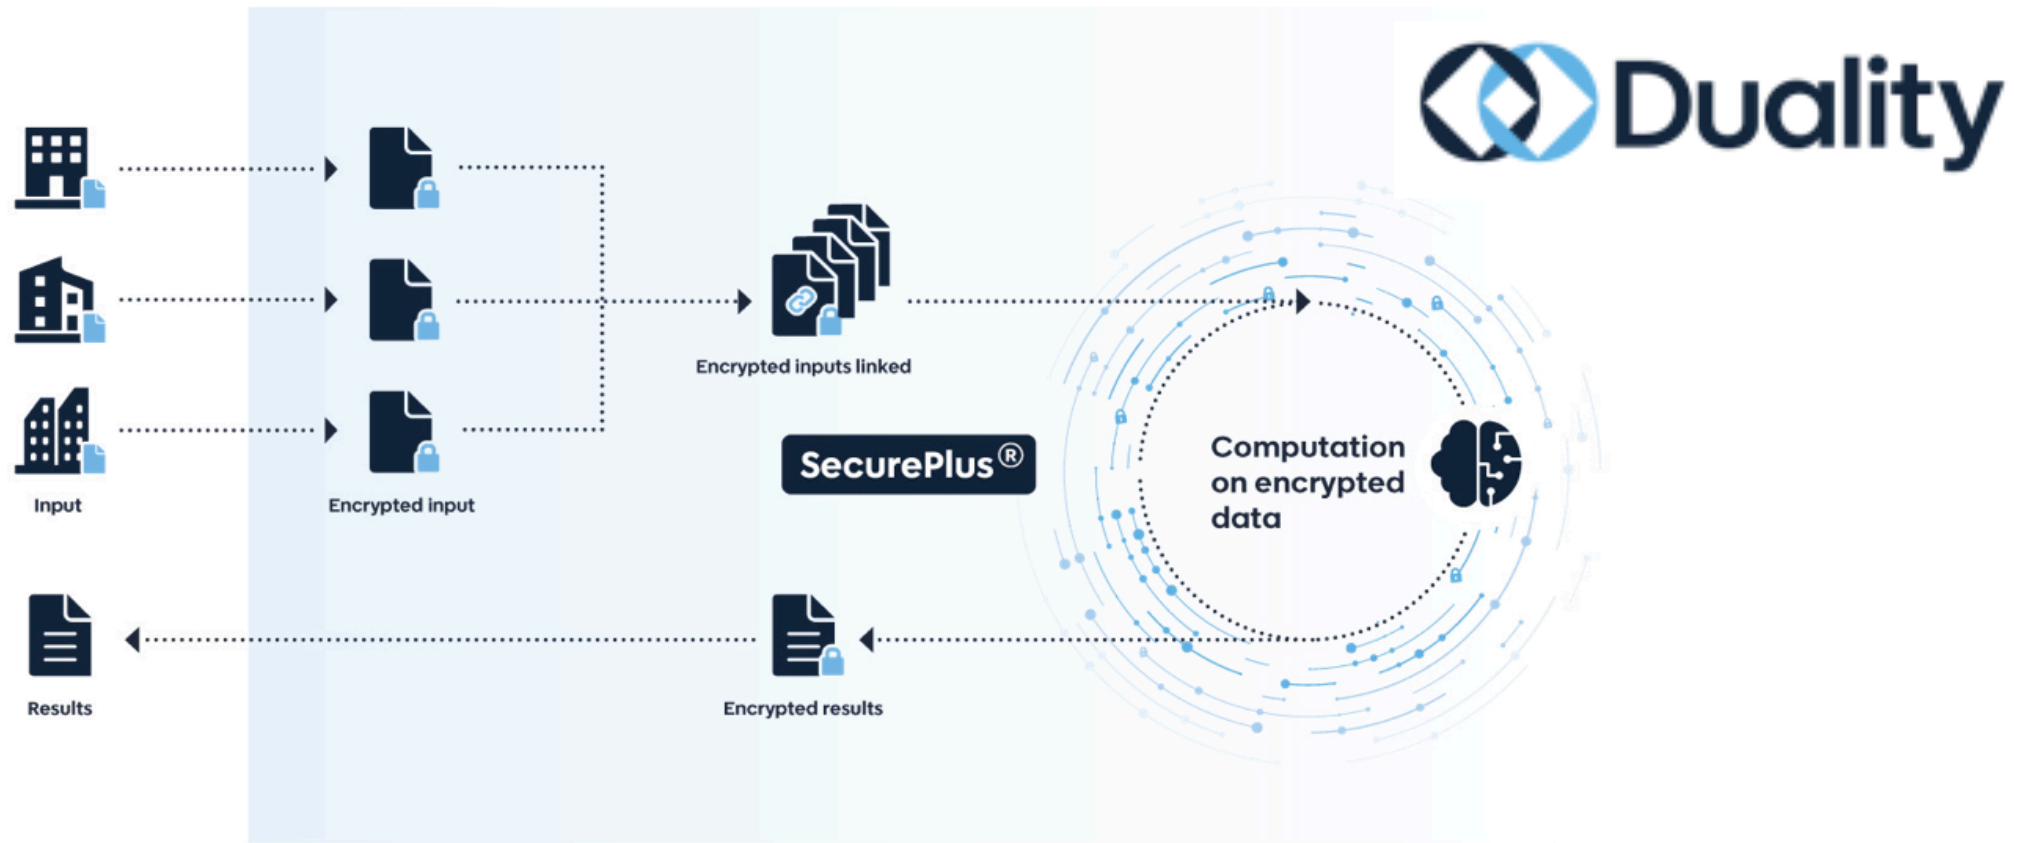 Duality
Encrypted inputs linked
SecurePlus®
Computation
on encrypted
data
Input
Encrypted input
Results
Encrypted results